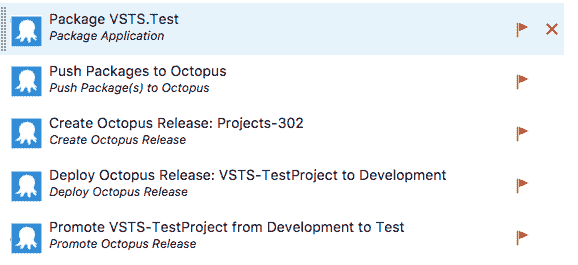 Package VSTS.Test
Package Application
Push Packages to Octopus
Push Package(s) to Octopus
Create Octopus Release: Projects-302
Create Octopus Release
Deploy Octopus Release: VSTS-TestProject to Development
Deploy Octopus Release
Promote VSTS-TestProject from Development to Test
Promote Octopus Release